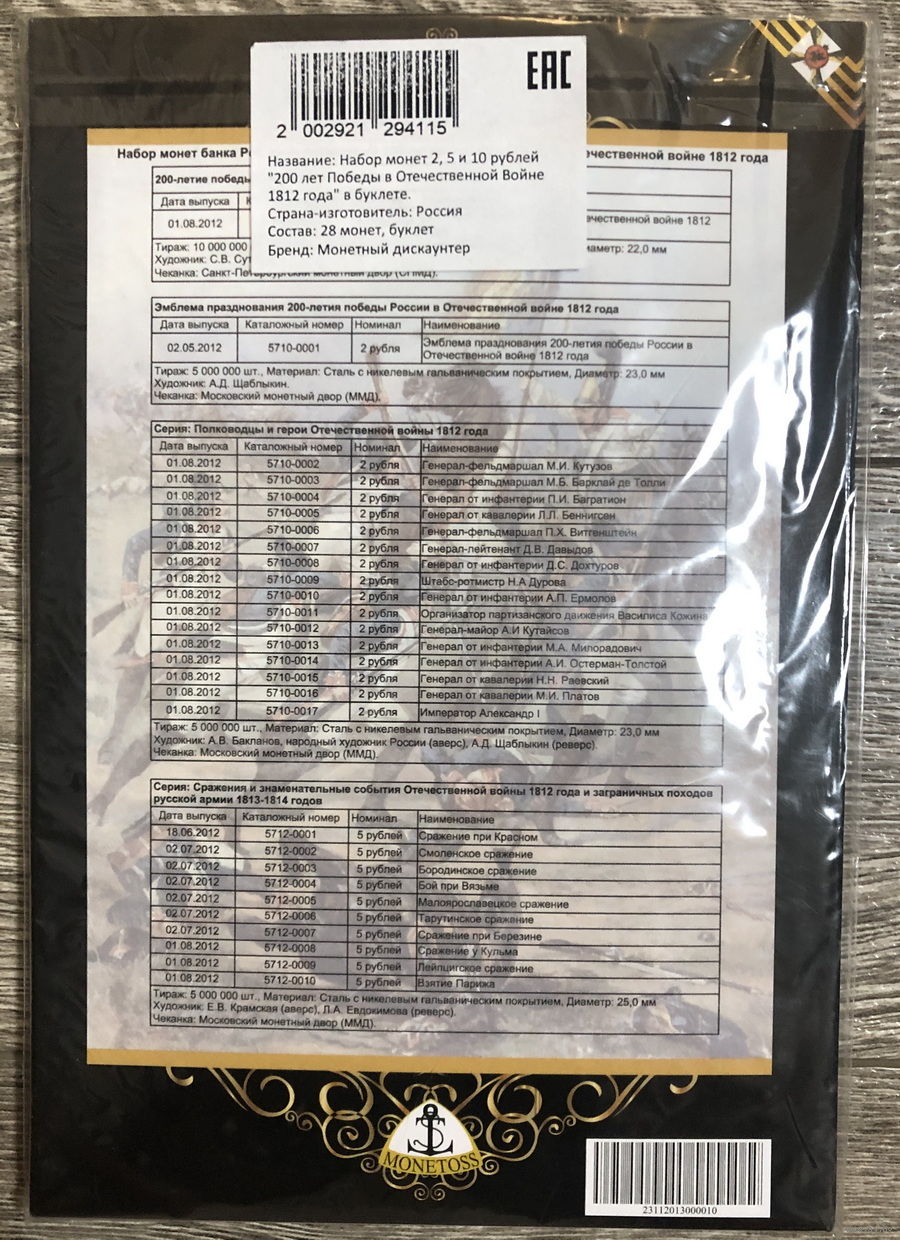 EAC
2 002921 294115
Название: Набор монет 2, 5 и 10 рублей
"200 лет Победы в Отечественной Войне
1812 года" в буклете.
Страна-изготовитель: Россия
Состав: 28 монет, буклет
Бренд: Монетный дискаунтер
Набор монет банка течественной войне 1812 года
200-летие победы
Дата выпуска
01.08.2012 течественной войне 1812
Тираж: 10 000 000 диаметр: 22,0 мм
Художник: С.В.
Чеканка: Санкт-Петербургский монетный двор (СПМД).
Эмблема празднования 200-летия победы России в Отечественной войне 1812 года
Дата выпуска Каталожный номер Номинал Наименование
02.05.2012 5710-0001 2 рубля Эмблема празднования 200-летия победы России в
Отечественной войне 1812 года
Тираж: 5 000 000 шт., Материал: Сталь с никелевым гальваническим покрытием, Диаметр: 23,0 мм
Художник: А.Д. Щаблыкин.
Чеканка: Московский монетный двор (ММД).
Серия: Полководцы и герои Отечественной войны 1812 года
Дата выпуска Каталожный номер Номинал Наименование
01.08.2012 5710-0002 2 рубля Генерал-фельдмаршал М.И. Кутузов
01.08.2012 5710-0003 2 рубля Генерал-фельдмаршал М.Б. Барклай де Толли
01.08.2012 5710-0004 2 рубля Генерал от инфантерии П.И. Багратион
01.08.2012 5710-0005 2 рубля Генерал от кавалерии Л.Л. Беннигсен
01.08.2012 5710-0006 2 рубля Генерал-фельдмаршал П.Х. Витгенштейн
01.08.2012 5710-0007 2 рубля Генерал-лейтенант Д.В. Давыдов
01.08.2012 5710-0008 2 рубля Генерал от инфантерии Д.С. Дохтуров
01.08.2012 5710-0009 2 рубля Штабс-ротмистр Н.А Дурова
01.08.2012 5710-0010 2 рубля Генерал от инфантерии А.П. Ермолов
01.08.2012 5710-0011 2 рубля Организатор партизанского движения Василиса Кожина
01.08.2012 5710-0012 2 рубля Генерал-майор А.И Кутайсов
01.08.2012 5710-0013 2 рубля Генерал от инфантерии М.А. Милорадович
01.08.2012 5710-0014 2 рубля Генерал от инфантерии А.И. Остерман-Толстой
01.08.2012 5710-0015 2 рубля Генерал от кавалерии Н.Н. Раевский
01.08.2012 5710-0016 2 рубля Генерал от кавалерии М.И. Платов
01.08.2012 5710-0017 2 рубля Император Александр I
Тираж: 5 000 000 шт., Материал: Сталь с никелевым гальваническим покрытием, Диаметр: 23,0 мм
Художник: А.В. Бакланов, народный художник России (аверс), А.Д. Щаблыкин (реверс).
Чеканка: Московский монетный двор (ММД).
Серия: Сражения и знаменательные события Отечественной войны 1812 года и заграничных походов
русской армии 1813-1814 годов
Дата выпуска Каталожный номер Номинал Наименование
18.06.2012 5712-0001 5 рублей Сражение при Красном
02.07.2012 5712-0002 5 рублей Смоленское сражение
02.07.2012 5712-0003 5 рублей Бородинское сражение
02.07.2012 5712-0004 5 рублей Бой при Вязьме
02.07.2012 5712-0005 5 рублей Малоярославецкое сражение
02.07.2012 5712-0006 5 рублей Тарутинское сражение
02.07.2012 5712-0007 5 рублей Сражение при Березине
01.08.2012 5712-0008 5 рублей Сражение у Кульма
01.08.2012 5712-0009 5 рублей Лейпцигское сражение
01.08.2012 5712-0010 5 рублей Взятие Парижа
Тираж: 5 000 000 шт., Материал: Сталь с никелевым гальваническим покрытием, Диаметр: 25,0 мм
Художник: Е.В. Крамская (аверс), Л.А. Евдокимова (реверс).
Чеканка: Московский монетный двор (ММД).
MONETOSS
23112013000010